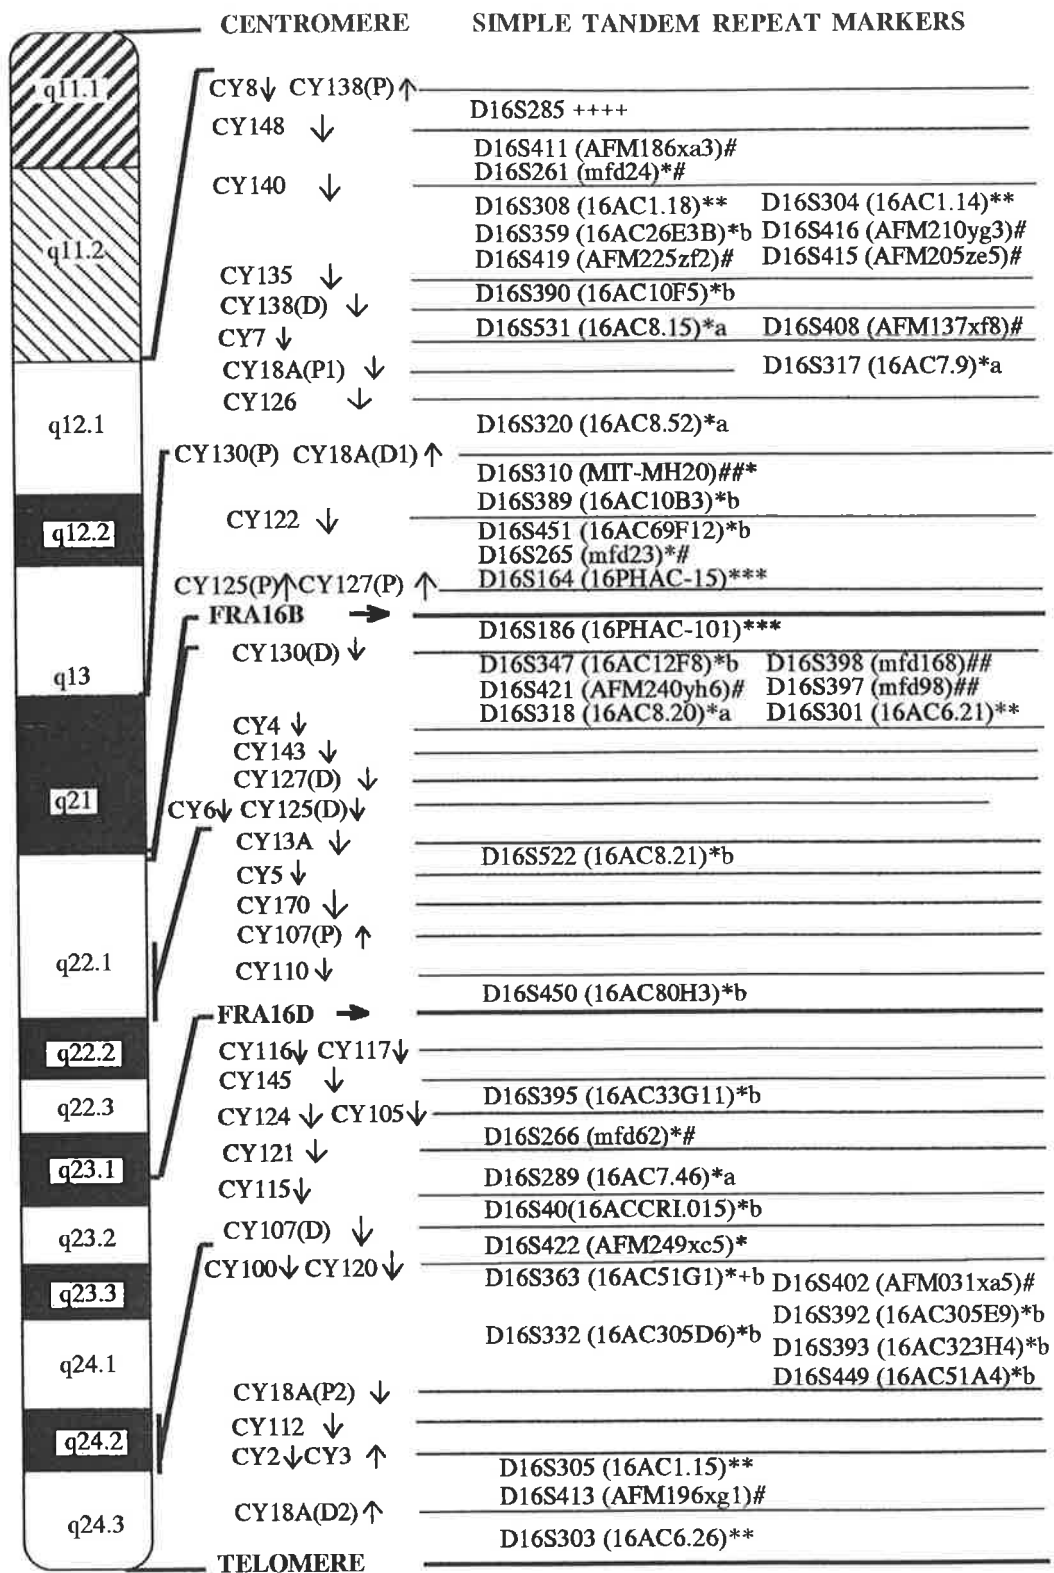 CENTROMERE SIMPLE TANDEM REPEAT MARKERS
q11.1
CY8↓ CY138(P)↑
D16S285 ++++
CY148 ↓
D16S411 (AFM186xa3)#
D16S261 (mfd24)*#
CY140 ↓
D16S308 (16AC1.18)** D16S304 (16AC1.14)**
q11.2
D16S359 (16AC26E3B)*b D16S416 (AFM210yg3)#
D16S419 (AFM225zf2)# D16S415 (AFM205ze5)#
CY135 ↓
D16S390 (16AC10F5)*b
CY138(D) ↓
D16S531 (16AC8.15)*a D16S408 (AFM137xf8)#
CY7 ↓
CY18A(P1) ↓ D16S317 (16AC7.9)*a
CY126 ↓
q12.1
D16S320 (16AC8.52)*a
CY130(P) CY18A(D1)↑
D16S310 (MIT-MH20)##*
D16S389 (16AC10B3)*b
CY122 ↓
q12.2
D16S451 (16AC69F12)*b
D16S265 (mfd23)*#
D16S164 (16PHAC-15)***
CY125(P)↑CY127(P) ↑
FRA16B →
D16S186 (16PHAC-101)***
CY130(D) ↓
D16S347 (16AC12F8)*b D16S398 (mfd168)##
q13
D16S421 (AFM240yh6)# D16S397 (mfd98)##
D16S318 (16AC8.20)*a D16S301 (16AC6.21)**
CY4 ↓
CY143 ↓
CY127(D) ↓
q21
CY6↓ CY125(D)↓
CY13A ↓
D16S522 (16AC8.21)*b
CY5 ↓
CY170 ↓
CY107(P) ↑
q22.1
CY110 ↓
D16S450 (16AC80H3)*b
FRA16D →
q22.2
CY116↓ CY117↓
CY145 ↓
D16S395 (16AC33G11)*b
q22.3
CY124 ↓ CY105↓
D16S266 (mfd62)*#
CY121 ↓
q23.1
D16S289 (16AC7.46)*a
CY115↓
D16S40(16ACCRI.015)*b
CY107(D) ↓
q23.2
D16S422 (AFM249xc5)*
CY100↓ CY120↓
D16S363 (16AC51G1)*+b D16S402 (AFM031xa5)#
q23.3
D16S392 (16AC305E9)*b
D16S332 (16AC305D6)*b
D16S393 (16AC323H4)*b
q24.1
D16S449 (16AC51A4)*b
CY18A(P2) ↓
CY112 ↓
q24.2
CY2↓CY3 ↑
D16S305 (16AC1.15)**
D16S413 (AFM196xg1)#
CY18A(D2)↑
q24.3
D16S303 (16AC6.26)**
TELOMERE